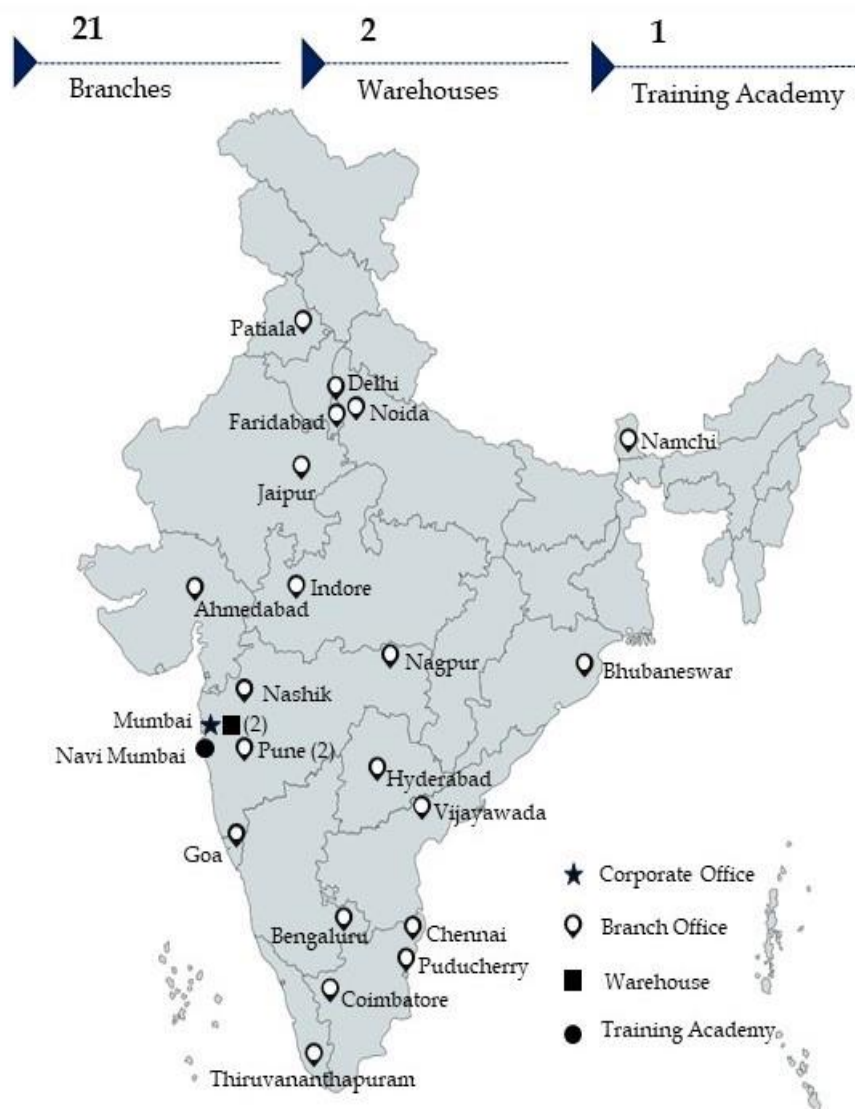 21
Branches
2
Warehouses
1
Training Academy
Patiala
Delhi
Faridabad
Noida
Namchi
Jaipur
Indore
Ahmedabad
Nagpur
Bhubaneswar
Nashik
Mumbai (2)
Navi Mumbai
Pune (2)
Hyderabad
Vijayawada
Goa
Corporate Office
Bengaluru
Chennai
Branch Office
Puducherry
Coimbatore
Warehouse
Training Academy
Thiruvananthapuram